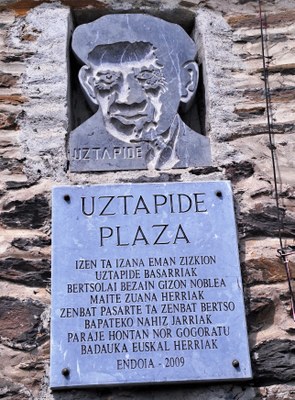 UZTAPIDE
UZTAPIDE
PLAZA
IZEN TA IZANA EMAN ZIZKION
UZTAPIDE BASARRIAK
BERTSOLARI BEZAIN GIZON NOBLEA
MAITE ZUANA HERRIAK
ZENBAT PASARTE TA ZENBAT BERTSO
BAPATEKO NAHIZ JARRIAK
PARAJE HONTAN NOR GOGORATU
BADAUKA EUSKAL HERRIAK
ENDOIA - 2009